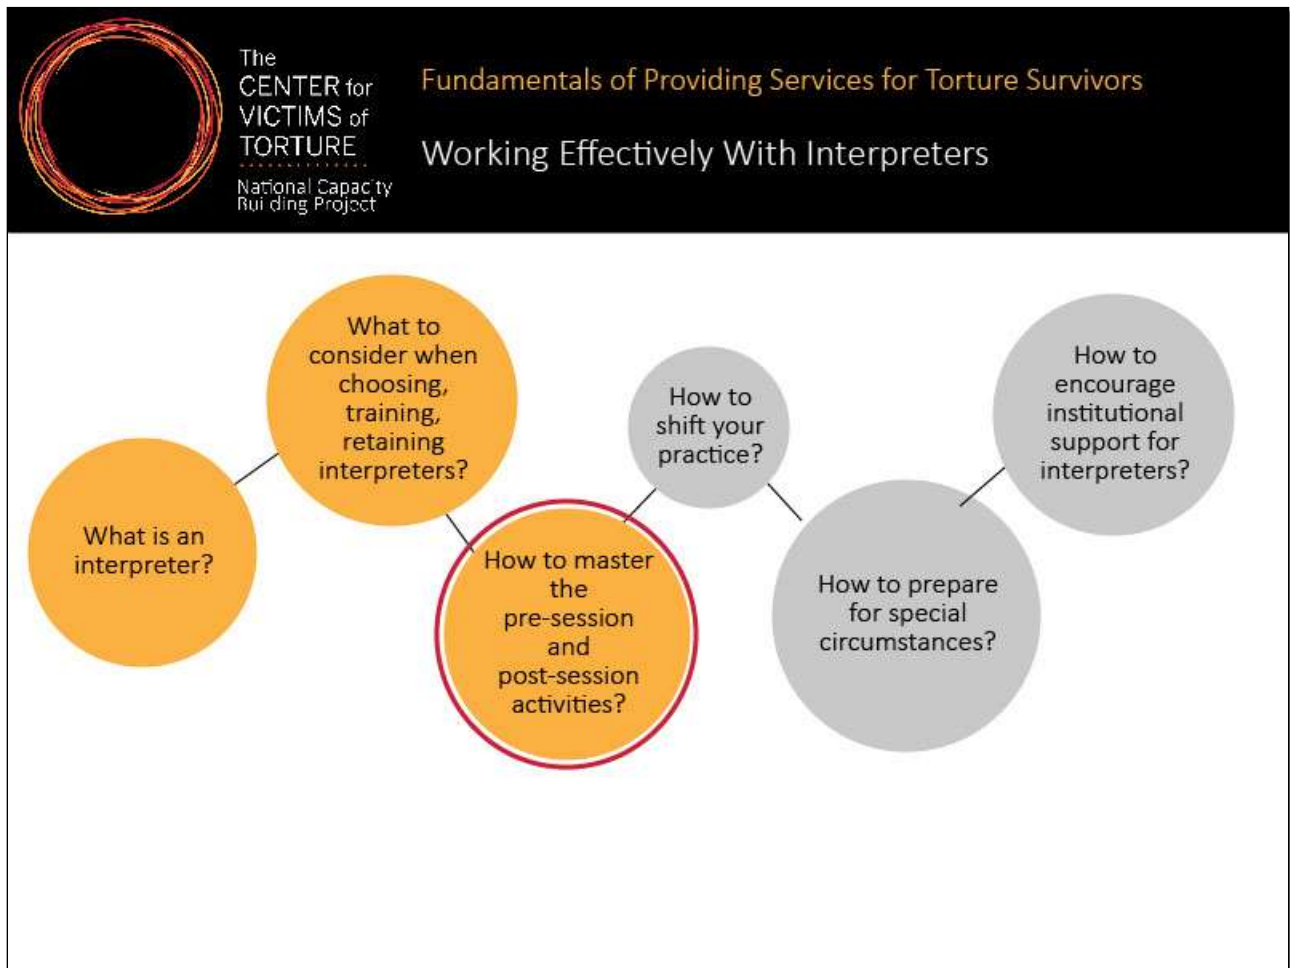 The
CENTER for
VICTIMS of
TORTURE
National Capacity
Building Project
Fundamentals of Providing Services for Torture Survivors
Working Effectively With Interpreters
What is an
interpreter?
What to
consider when
choosing,
training,
retaining
interpreters?
How to master
the
pre-session
and
post-session
activities?
How to
shift your
practice?
How to prepare
for special
circumstances?
How to
encourage
institutional
support for
interpreters?